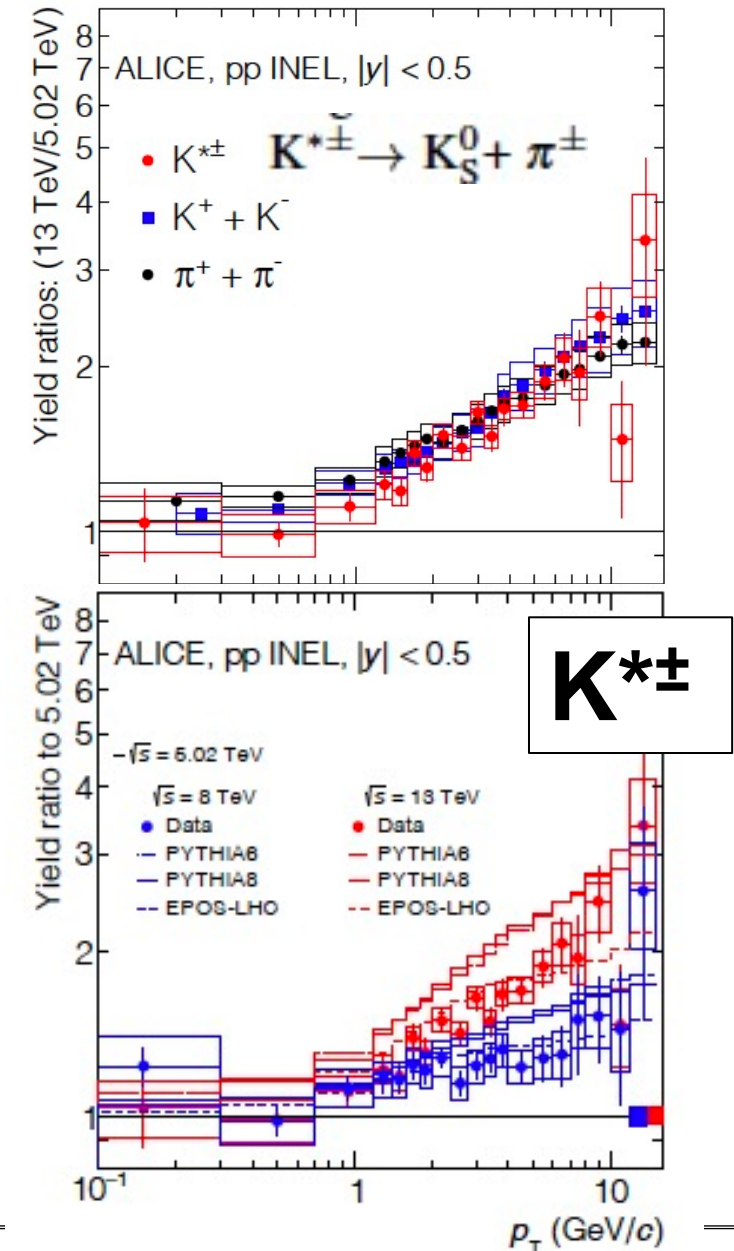 Yield ratios: (13 TeV/5.02 TeV)
8
7
6
5
4
3
2
1
ALICE, pp INEL, |y| < 0.5
K*± K*± → K⁰S + π±
K⁺ + K⁻
π⁺ + π⁻
Yield ratio to 5.02 TeV
8
7
6
5
4
3
2
1
ALICE, pp INEL, |y| < 0.5
K*±
√s = 5.02 TeV
√s = 8 TeV √s = 13 TeV
Data Data
PYTHIA6 PYTHIA6
PYTHIA8 PYTHIA8
EPOS-LHC EPOS-LHC
10⁻¹ 1 10
pT (GeV/c)